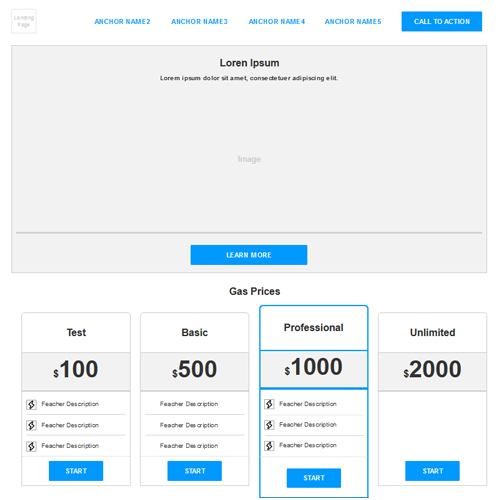 Landing
Page
ANCHOR NAME2 ANCHOR NAME3 ANCHOR NAME4 ANCHOR NAME5 CALL TO ACTION
Loren Ipsum
Lorem ipsum dolor sit amet, consectetuer adipiscing elit.
Image
LEARN MORE
Gas Prices
Test Basic Professional Unlimited
$100 $500 $1000 $2000
Feacher Description Feacher Description Feacher Description
Feacher Description Feacher Description Feacher Description
Feacher Description Feacher Description Feacher Description
START START START START